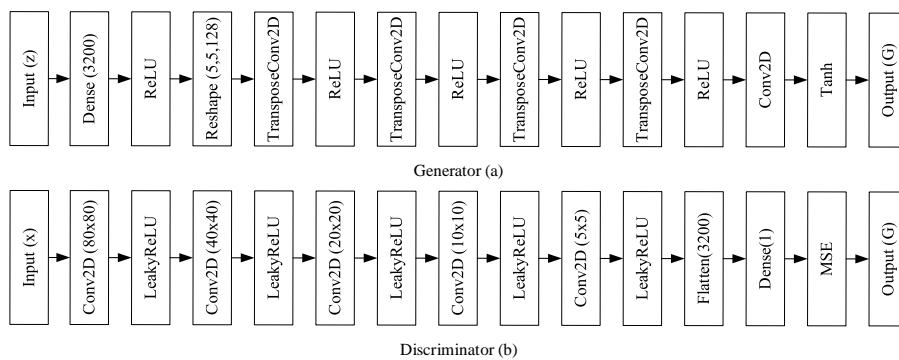 Input (z)
Dense (3200)
ReLU
Reshape (5,5,128)
TransposeConv2D
ReLU
TransposeConv2D
ReLU
TransposeConv2D
ReLU
TransposeConv2D
ReLU
Conv2D
Tanh
Output (G)
Generator (a)
Input (x)
Conv2D (80x80)
LeakyReLU
Conv2D (40x40)
LeakyReLU
Conv2D (20x20)
LeakyReLU
Conv2D (10x10)
LeakyReLU
Conv2D (5x5)
LeakyReLU
Flatten(3200)
Dense(1)
MSE
Output (G)
Discriminator (b)